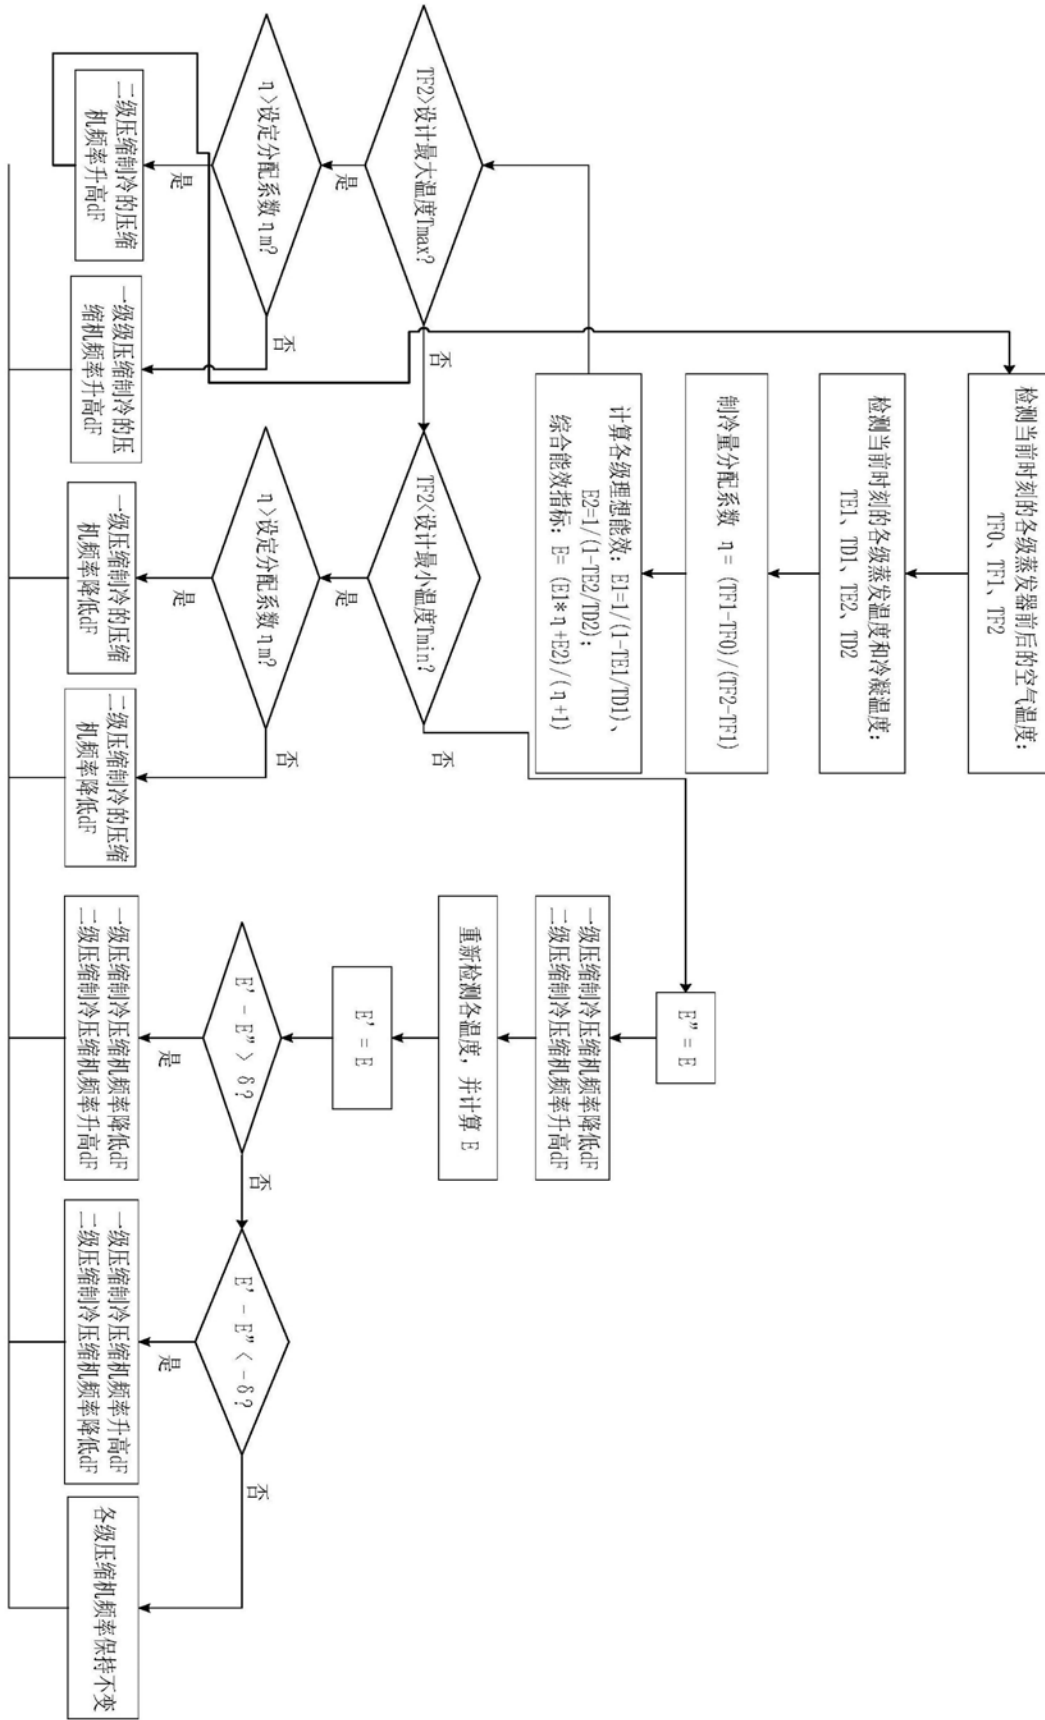 检测当前时刻的各级蒸发器前后的空气温度：
TF0、TF1、TF2
检测当前时刻的各级蒸发温度和冷凝温度：
TE1、TD1、TE2、TD2
制冷量分配系数 η = (TF1-TF0)/(TF2-TF1)
计算各级理想能效：E1=1/(1-TE1/TD1)、
E2=1/(1-TE2/TD2)；
综合能效指标：E= (E1*η+E2)/(η+1)
TF2>设计最大温度Tmax?
是
否
η>设定分配系数ηm?
是
否
二级压缩制冷的压缩
机频率升高dF
一级级压缩制冷的压
缩机频率升高dF
TF2<设计最小温度Tmin?
是
否
η>设定分配系数ηm?
是
否
一级压缩制冷的压缩
机频率降低dF
二级压缩制冷的压缩
机频率降低dF
E"=E
一级压缩制冷压缩机频率降低dF
二级压缩制冷压缩机频率升高dF
重新检测各温度，并计算 E
E'=E
E'-E">δ?
是
否
一级压缩制冷压缩机频率降低dF
二级压缩制冷压缩机频率升高dF
E'-E"<-δ?
是
否
一级压缩制冷压缩机频率升高dF
二级压缩制冷压缩机频率降低dF
各级压缩机频率保持不变